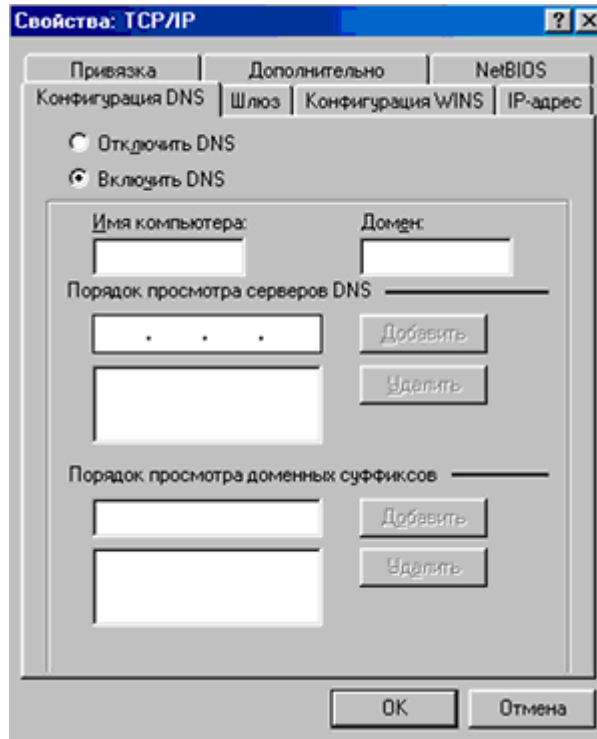 Свойства: TCP/IP
Привязка Дополнительно NetBIOS
Конфигурация DNS Шлюз Конфигурация WINS IP-адрес
Отключить DNS
Включить DNS
Имя компьютера: Домен:
Порядок просмотра серверов DNS
. . . Добавить
Удалить
Порядок просмотра доменных суффиксов
Добавить
Удалить
OK Отмена